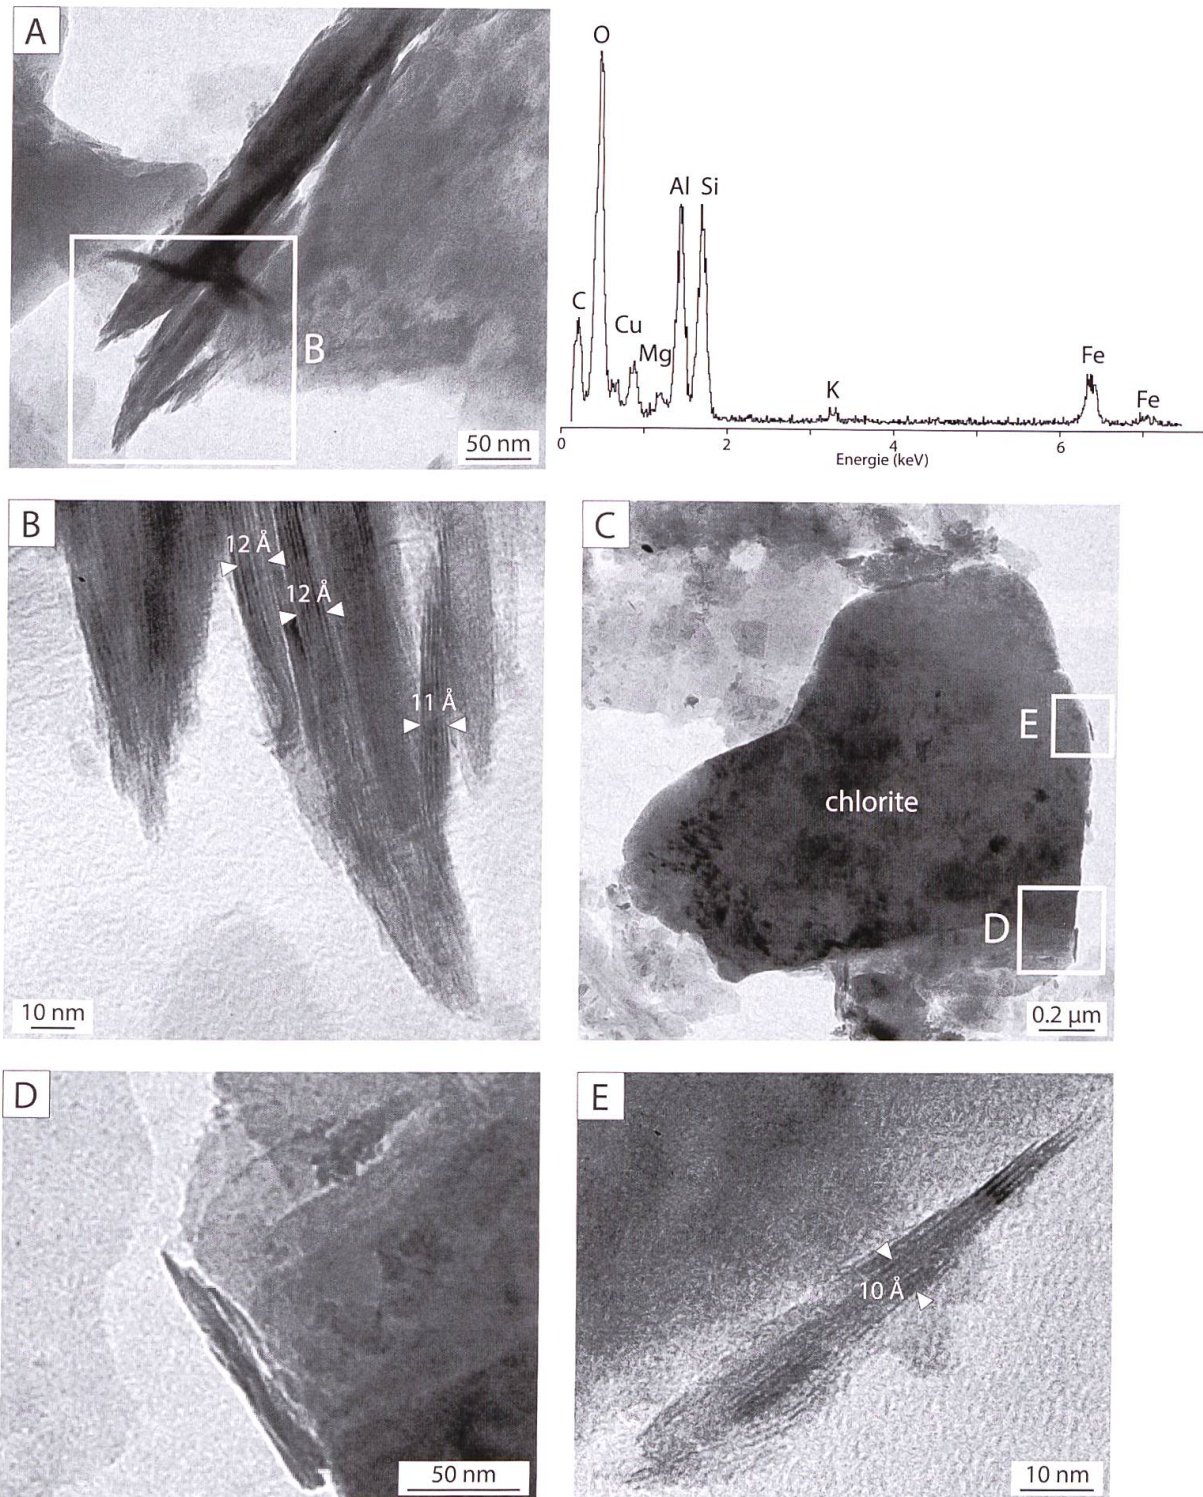 A
B
50 nm
O
Al Si
C
Cu
Mg
K
Fe
Fe
0 2 4 6
Energie (keV)
B
12 Å
12 Å
11 Å
10 nm
C
E
chlorite
D
0.2 µm
D
50 nm
E
10 Å
10 nm